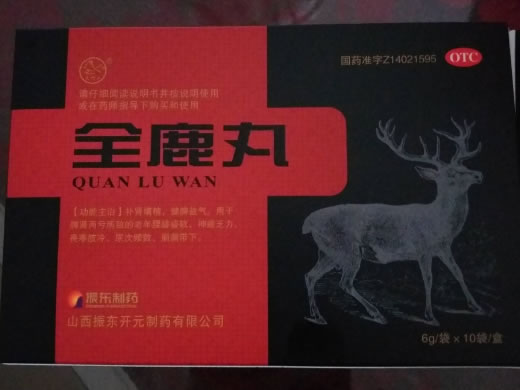 国药准字Z14021595
OTC
请仔细阅读说明书并按说明使用
或在药师指导下购买和使用
全鹿丸
QUAN LU WAN
【功能主治】补肾填精，健脾益气。用于
脾肾两亏所致的老年腰膝痠软、神疲乏力、
畏寒肢冷、尿次频数、崩漏带下。
振东制药
山西振东开元制药有限公司
6g/袋×10袋/盒